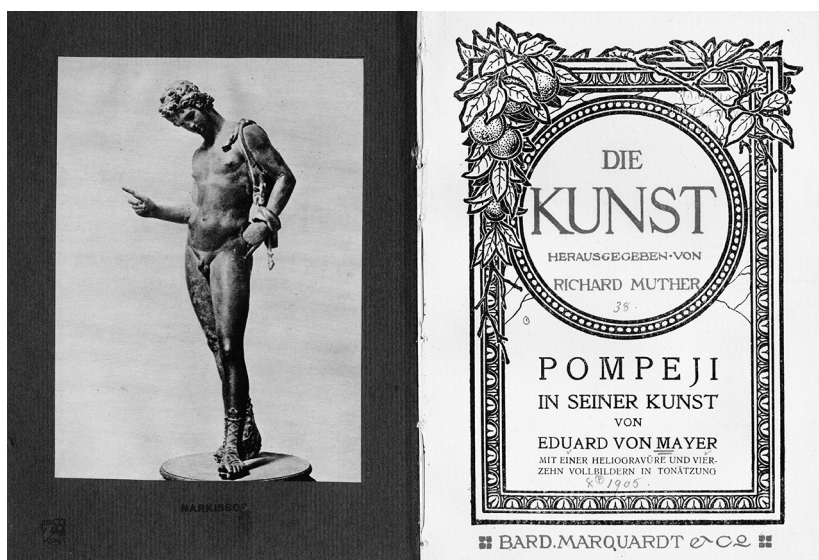 NARKISSOS
DIE
KUNST
HERAUSGEGEBEN·VON
RICHARD MUTHER
38.
POMPEJI
IN SEINER KUNST
VON
EDUARD VON MAYER
MIT EINER HELIOGRAVÜRE UND VIER-
ZEHN VOLLBILDERN IN TONÄTZUNG
1905.
BARD. MARQUARDT & CO